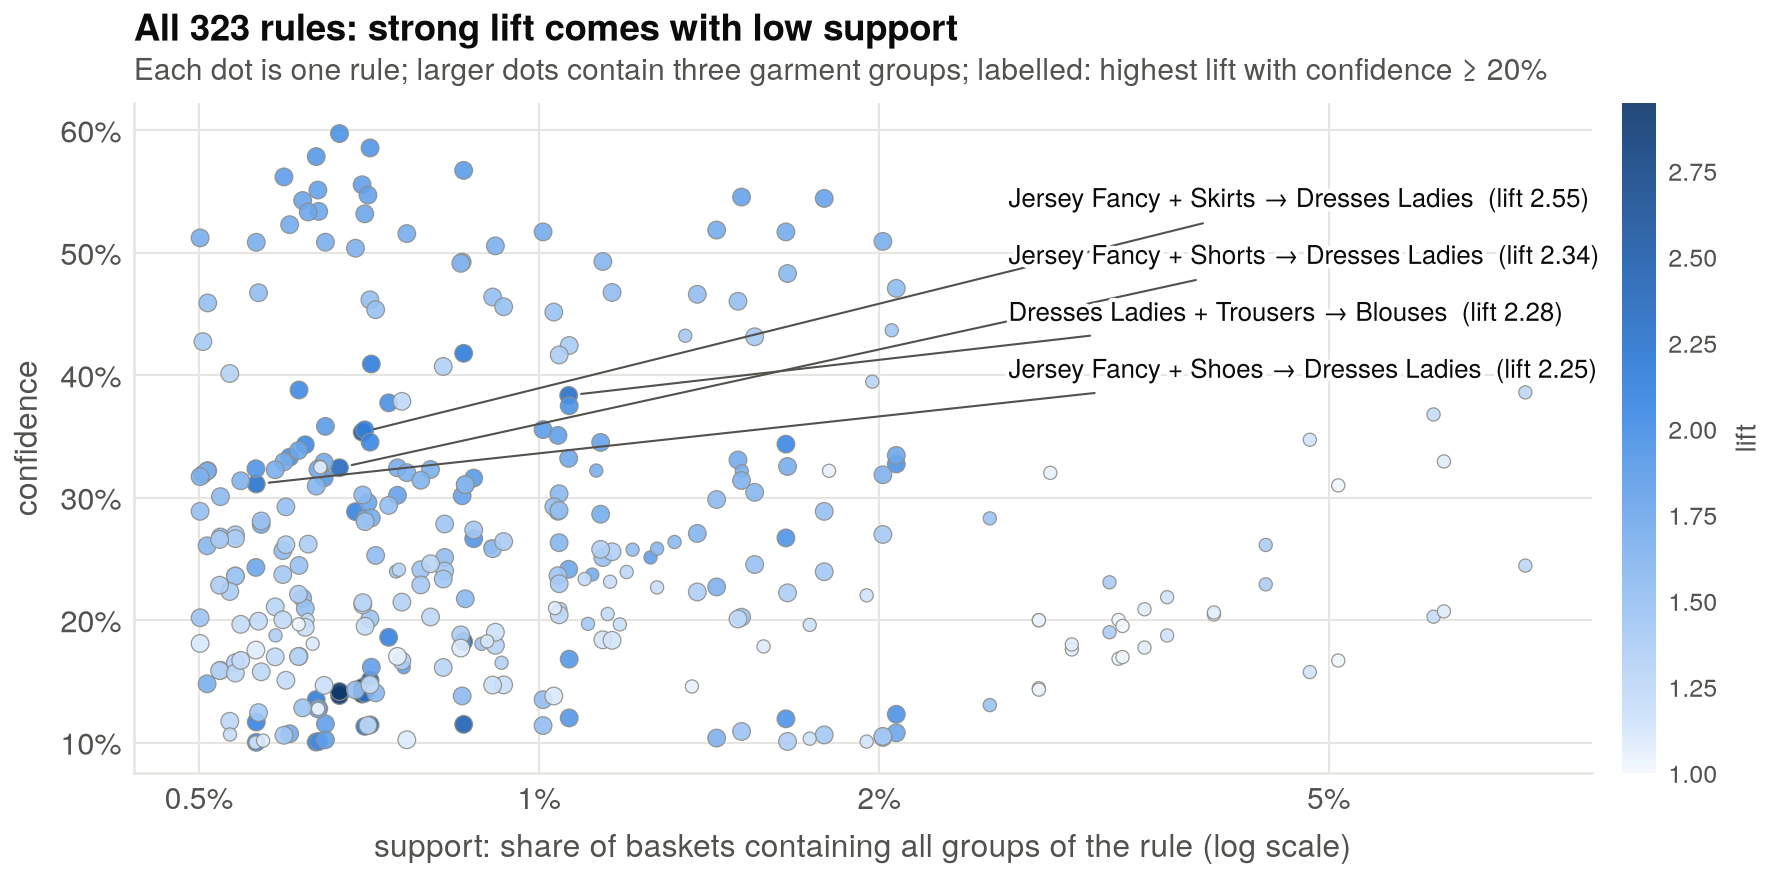 All 323 rules: strong lift comes with low support
Each dot is one rule; larger dots contain three garment groups; labelled: highest lift with confidence ≥ 20%
60%
50%
40%
30%
20%
10%
confidence
Jersey Fancy + Skirts → Dresses Ladies (lift 2.55)
Jersey Fancy + Shorts → Dresses Ladies (lift 2.34)
Dresses Ladies + Trousers → Blouses (lift 2.28)
Jersey Fancy + Shoes → Dresses Ladies (lift 2.25)
0.5%
1%
2%
5%
support: share of baskets containing all groups of the rule (log scale)
2.75
2.50
2.25
2.00
1.75
1.50
1.25
1.00
lift